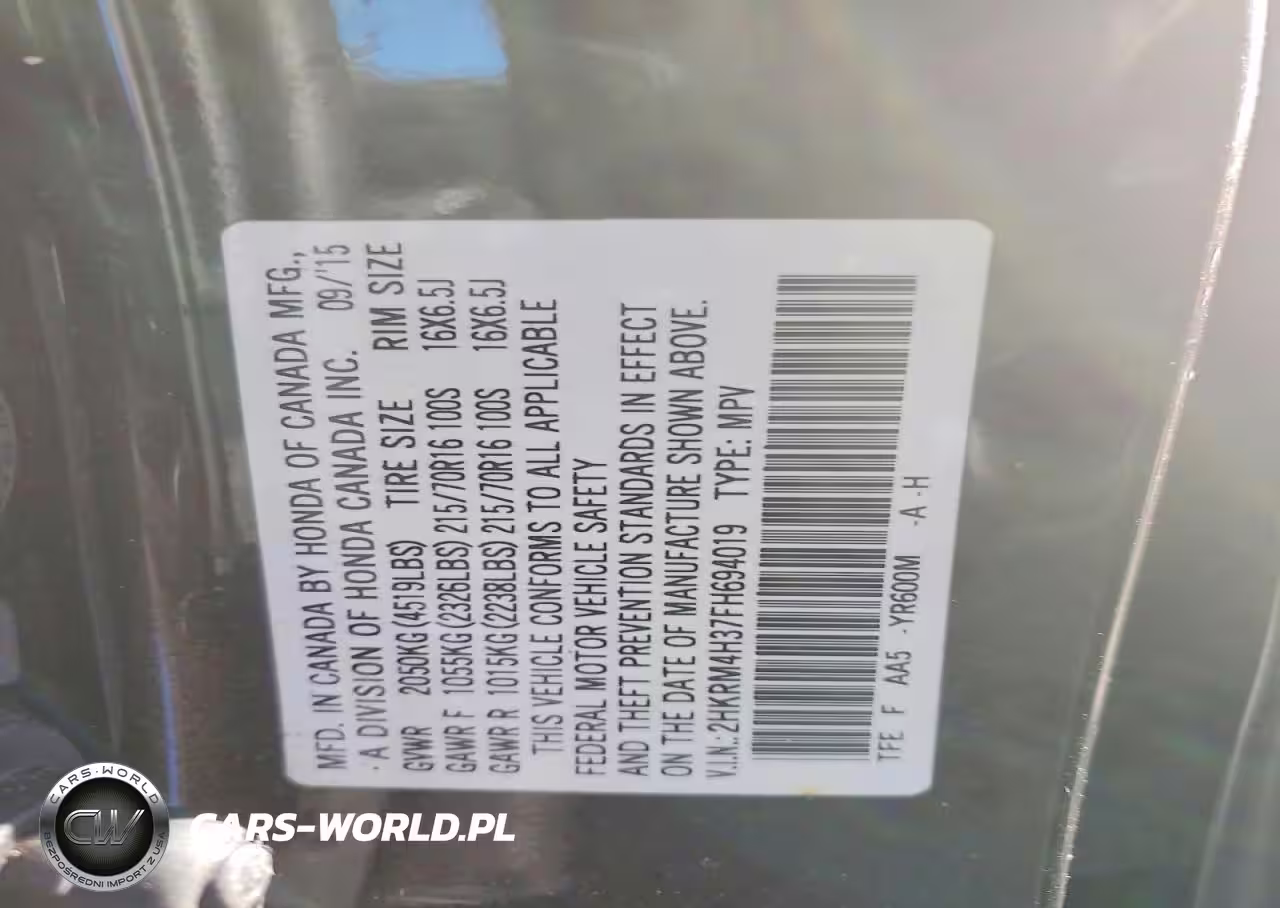 MFD. IN CANADA BY HONDA OF CANADA MFG.,
· A DIVISION OF HONDA CANADA INC. 09/'15
GVWR 2050KG (4519LBS) TIRE SIZE RIM SIZE
GAWR F 1055KG (2326LBS) 215/70R16 100S 16X6.5J
GAWR R 1015KG (2238LBS) 215/70R16 100S 16X6.5J
THIS VEHICLE CONFORMS TO ALL APPLICABLE
FEDERAL MOTOR VEHICLE SAFETY
AND THEFT PREVENTION STANDARDS IN EFFECT
ON THE DATE OF MANUFACTURE SHOWN ABOVE.
V.I.N.: 2HKRM4H37FH694019 TYPE: MPV
TFE F AA5 -YR600M -A-H
CARS·WORLD
CW
BEZPOŚREDNI IMPORT Z USA
CARS-WORLD.PL